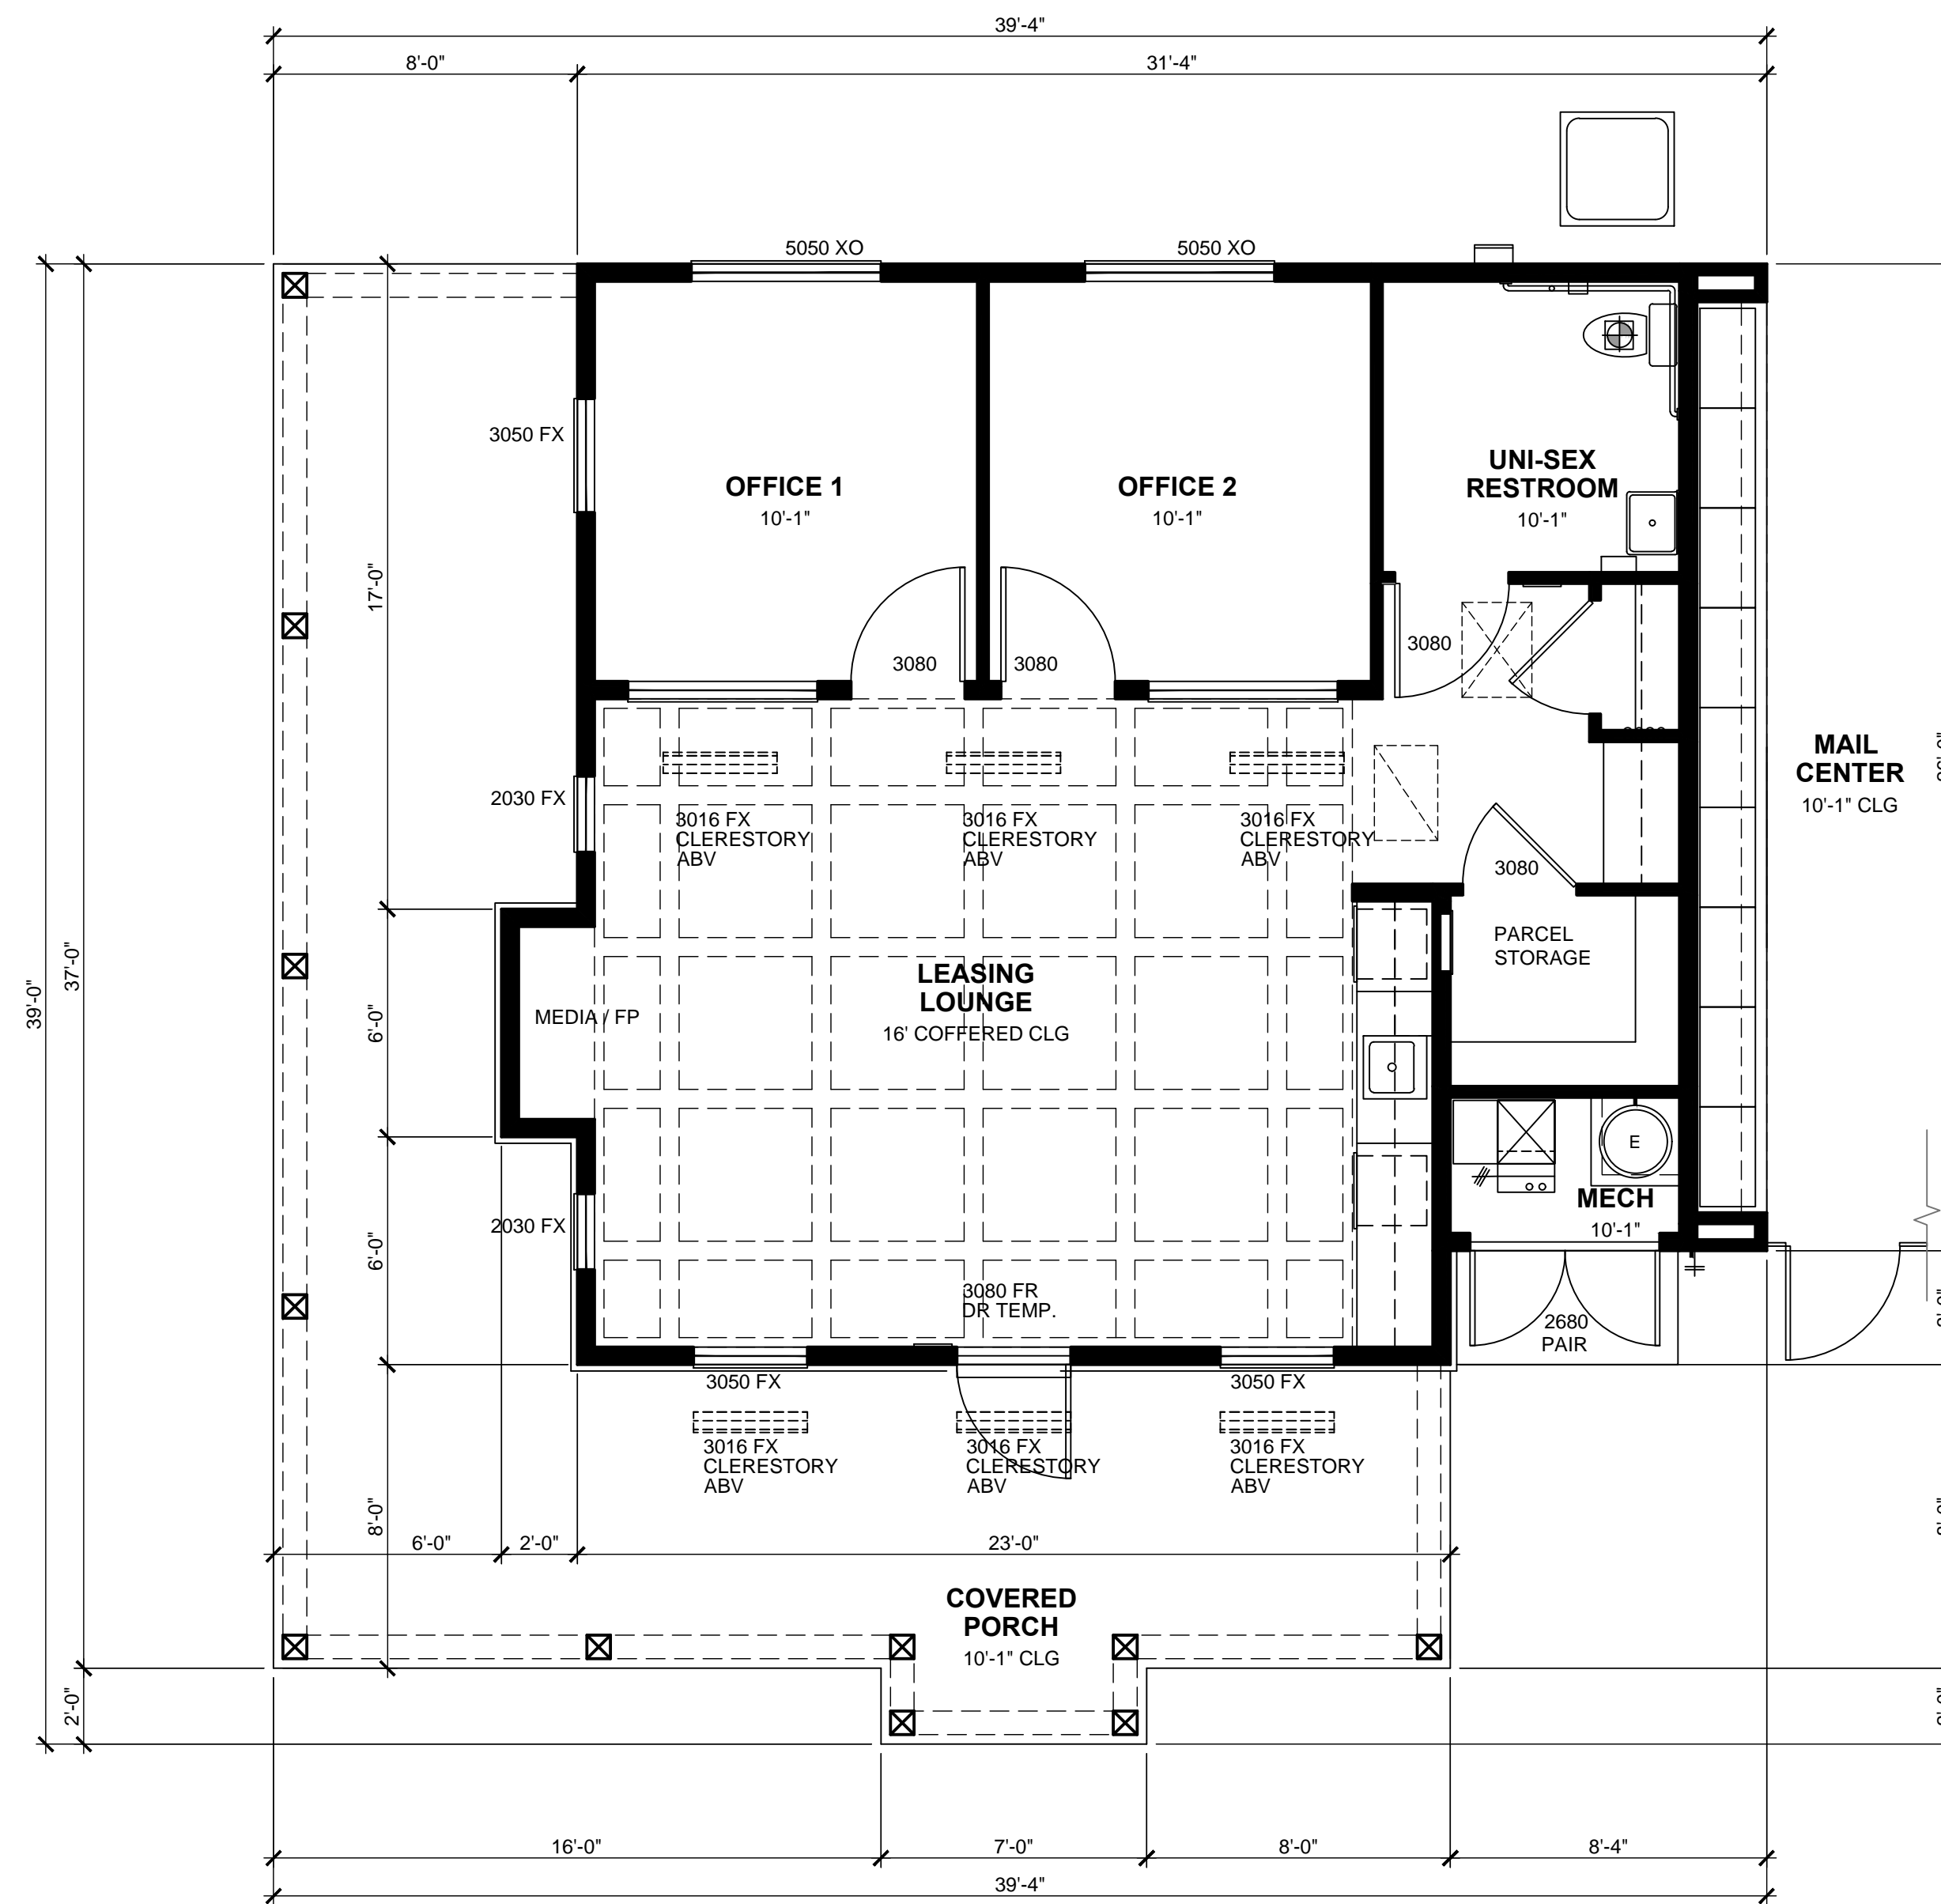 39'-4"
8'-0"
31'-4"
5050 XO
5050 XO
3050 FX
OFFICE 1
10'-1"
OFFICE 2
10'-1"
UNI-SEX
RESTROOM
10'-1"
17'-0"
3080
3080
3080
2030 FX
3016 FX
CLERESTORY
ABV
3016 FX
CLERESTORY
ABV
3016 FX
CLERESTORY
ABV
MAIL
CENTER
10'-1" CLG
3080
PARCEL
STORAGE
39'-0"
37'-0"
6'-0"
MEDIA / FP
LEASING
LOUNGE
16' COFFERED CLG
E
MECH
10'-1"
6'-0"
2030 FX
3080 FR
DR TEMP.
2680
PAIR
3050 FX
3050 FX
3016 FX
CLERESTORY
ABV
3016 FX
CLERESTORY
ABV
3016 FX
CLERESTORY
ABV
8'-0"
6'-0"
2'-0"
23'-0"
COVERED
PORCH
10'-1" CLG
2'-0"
16'-0"
7'-0"
8'-0"
8'-4"
39'-4"